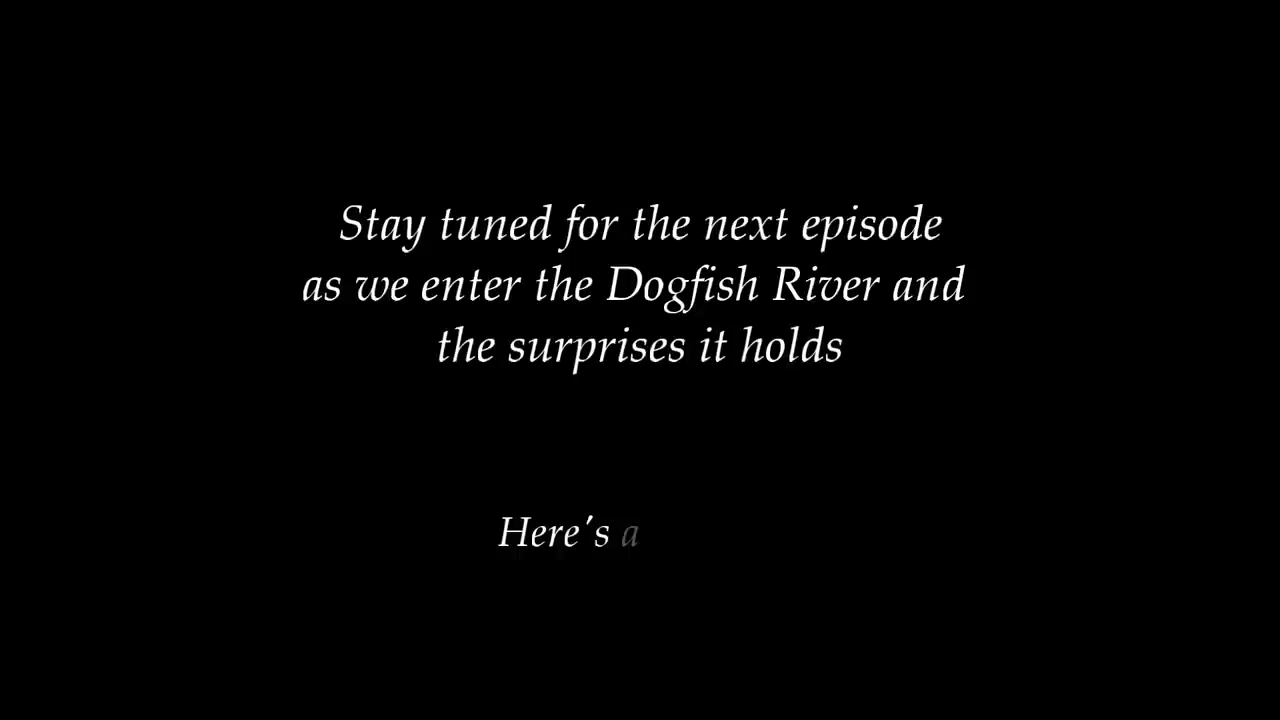 Stay tuned for the next episode
as we enter the Dogfish River and
the surprises it holds
Here's a